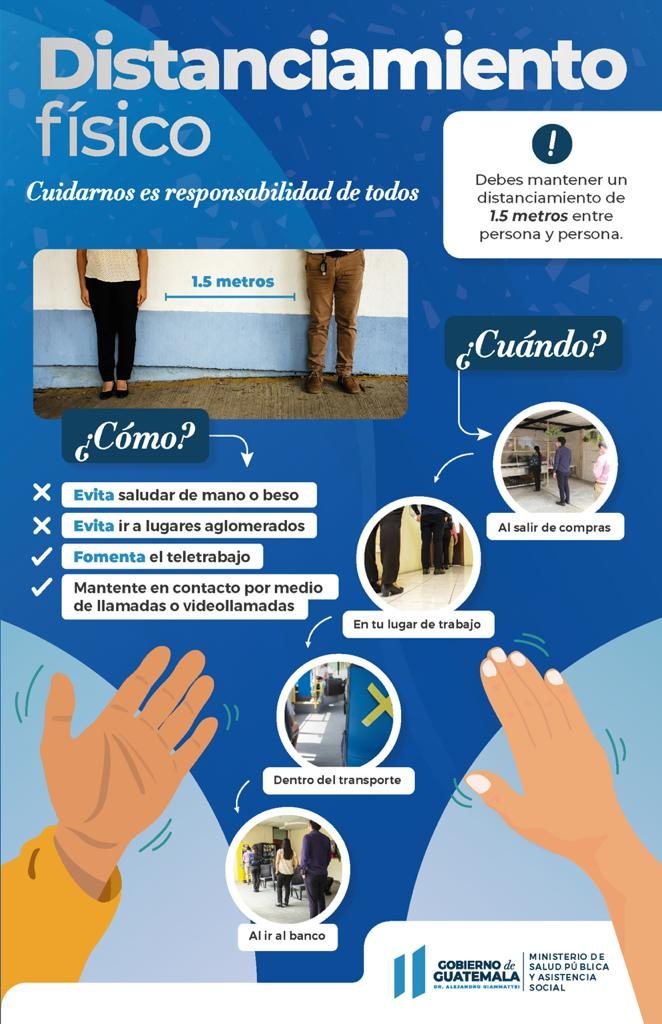 Distanciamiento
físico
Cuidarnos es responsabilidad de todos
!
Debes mantener un
distanciamiento de
1.5 metros entre
persona y persona.
1.5 metros
¿Cómo?
Evita saludar de mano o beso
Evita ir a lugares aglomerados
Fomenta el teletrabajo
Mantente en contacto por medio
de llamadas o videollamadas
¿Cuándo?
Al salir de compras
En tu lugar de trabajo
Dentro del transporte
Al ir al banco
GOBIERNO de
GUATEMALA
DR. ALEJANDRO GIAMMATTEI
MINISTERIO DE
SALUD PÚBLICA
Y ASISTENCIA
SOCIAL